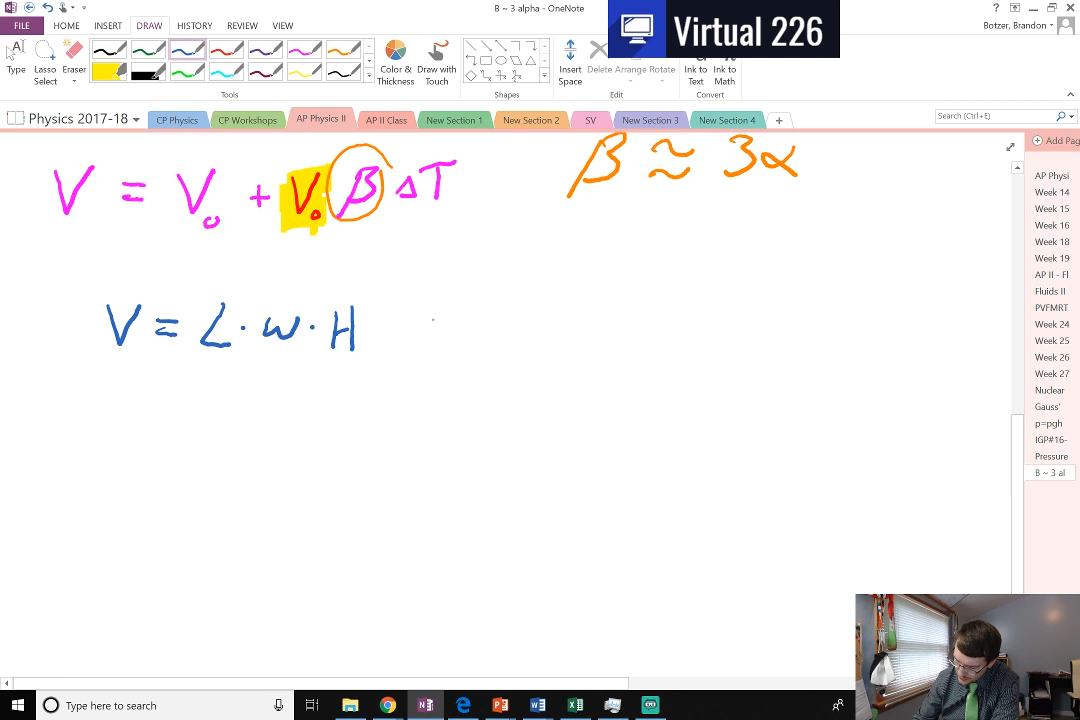 B ~ 3 alpha - OneNote
Virtual 226
Botzer, Brandon
FILE HOME INSERT DRAW HISTORY REVIEW VIEW
Type Lasso Select Eraser Color & Thickness Draw with Touch Insert Space Delete Arrange Rotate Ink to Text Ink to Math
Tools Shapes Edit Convert
Physics 2017-18 CP Physics CP Workshops AP Physics II AP II Class New Section 1 New Section 2 SV New Section 3 New Section 4 + Search (Ctrl+E)
Add Pag
AP Physi
Week 14
Week 15
Week 16
Week 18
Week 19
AP II - Fl
Fluids II
PVFMRT
Week 24
Week 25
Week 26
Week 27
Nuclear
Gauss'
p=pgh
IGP#16-
Pressure
B ~ 3 al
V = V₀ + V₀ β ΔT
β ≈ 3α
V = L · W · H
Type here to search